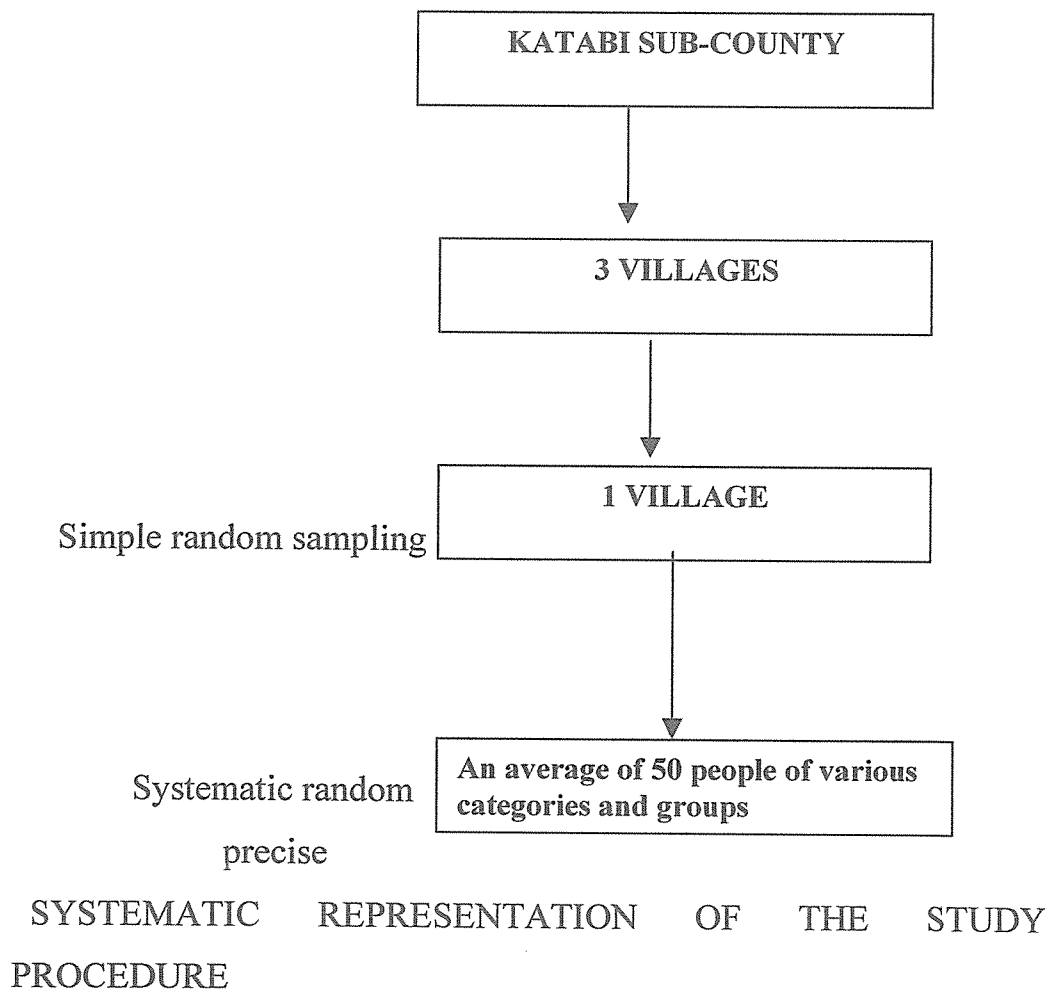 KATABI SUB-COUNTY
3 VILLAGES
1 VILLAGE
Simple random sampling
An average of 50 people of various
categories and groups
Systematic random
precise
SYSTEMATIC REPRESENTATION OF THE STUDY
PROCEDURE